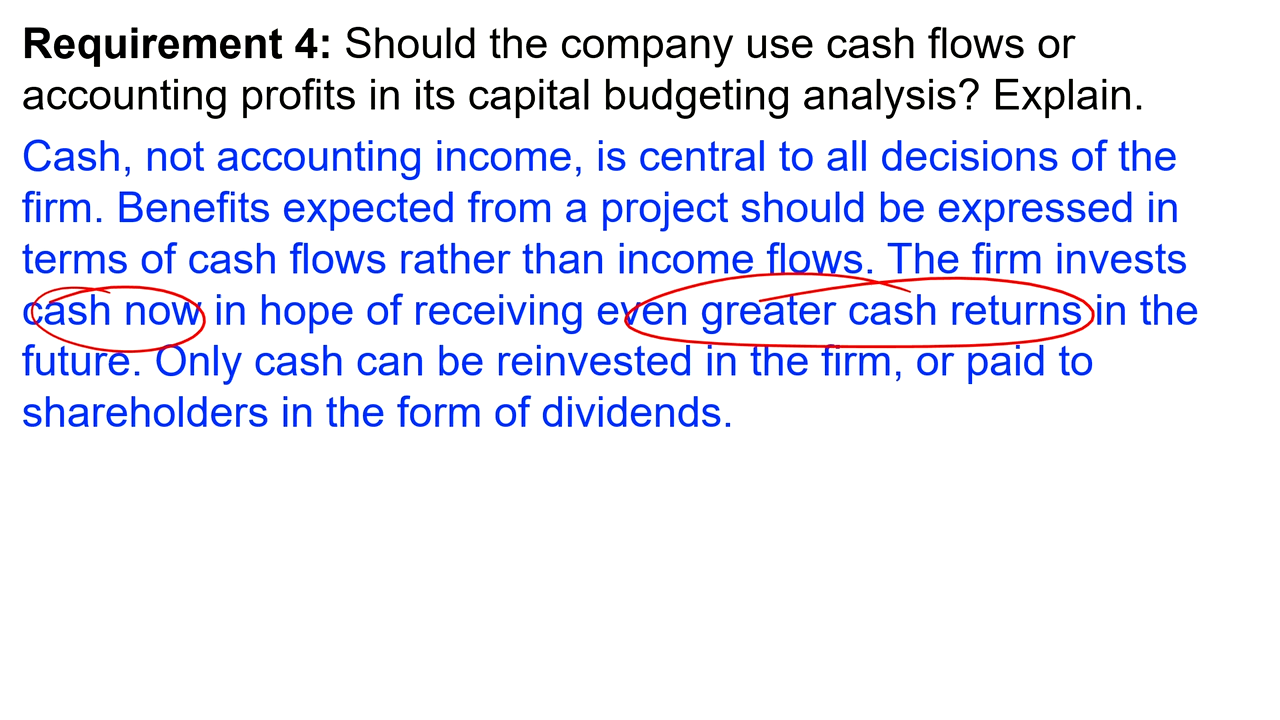 Requirement 4: Should the company use cash flows or
accounting profits in its capital budgeting analysis? Explain.
Cash, not accounting income, is central to all decisions of the
firm. Benefits expected from a project should be expressed in
terms of cash flows rather than income flows. The firm invests
cash now in hope of receiving even greater cash returns in the
future. Only cash can be reinvested in the firm, or paid to
shareholders in the form of dividends.